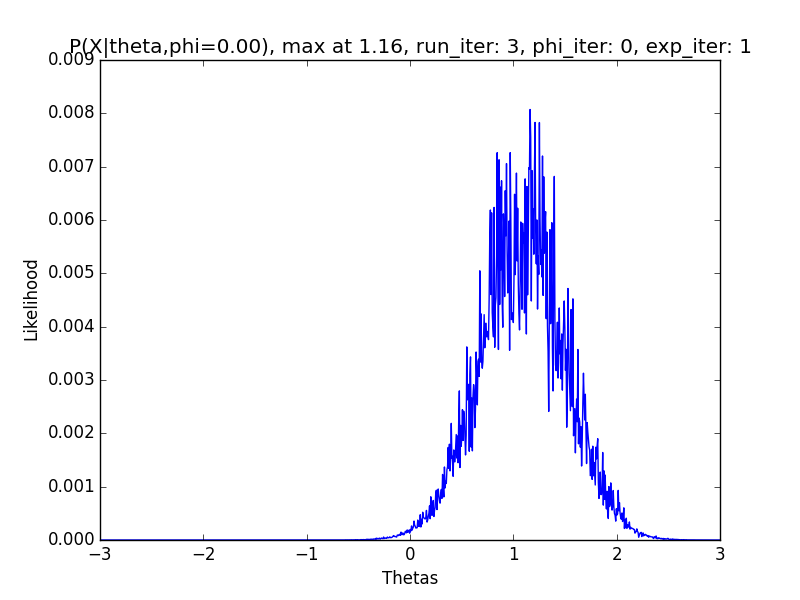 P(X|theta,phi=0.00), max at 1.16, run_iter: 3, phi_iter: 0, exp_iter: 1
0.009
0.008
0.007
0.006
0.005
0.004
0.003
0.002
0.001
0.000
Likelihood
−3 −2 −1 0 1 2 3
Thetas